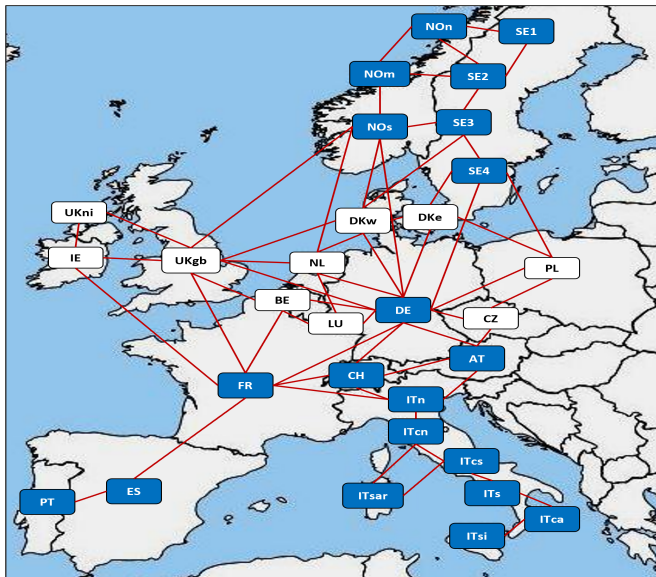 NOn
SE1
NOm
SE2
NOs
SE3
SE4
UKni
DKw
DKe
IE
UKgb
NL
PL
BE
DE
LU
CZ
AT
FR
CH
ITn
ITcn
ITcs
ES
ITsar
ITs
PT
ITca
ITsi